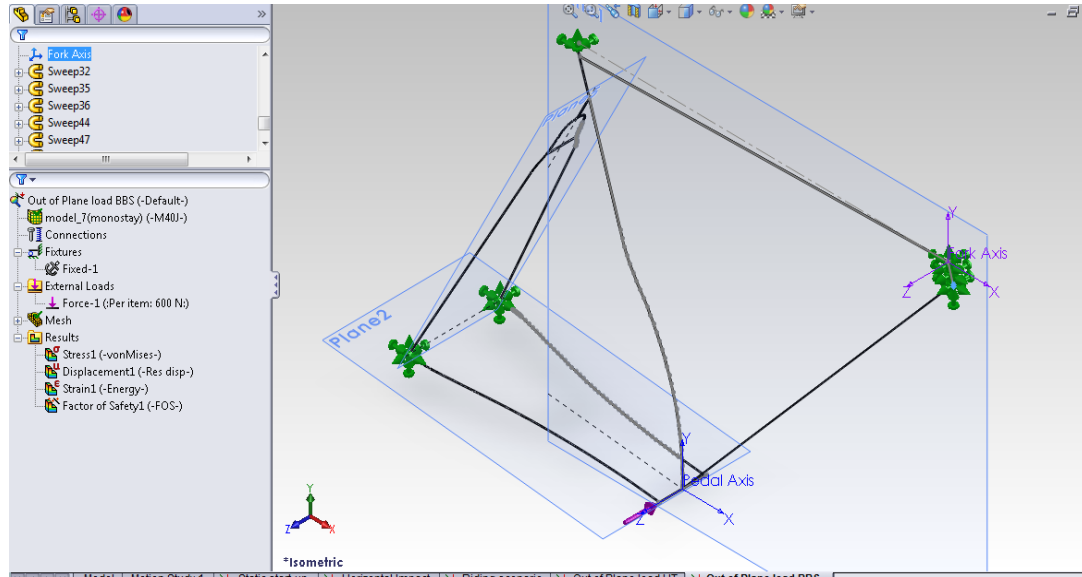 Fork Axis
Sweep32
Sweep35
Sweep36
Sweep44
Sweep47
Out of Plane load BBS (-Default-)
model_7(monostay) (-M40J-)
Connections
Fixtures
Fixed-1
External Loads
Force-1 (:Per item: 600 N:)
Mesh
Results
Stress1 (-vonMises-)
Displacement1 (-Res disp-)
Strain1 (-Energy-)
Factor of Safety1 (-FOS-)
Plane2
Y
Fork Axis
Z
X
Y
Pedal Axis
Z
X
Y
Z
X
*Isometric
Model
Motion Study 1
Static start up
Horizontal Impact
Riding scenario
Out of Plane load HT
Out of Plane load BBS